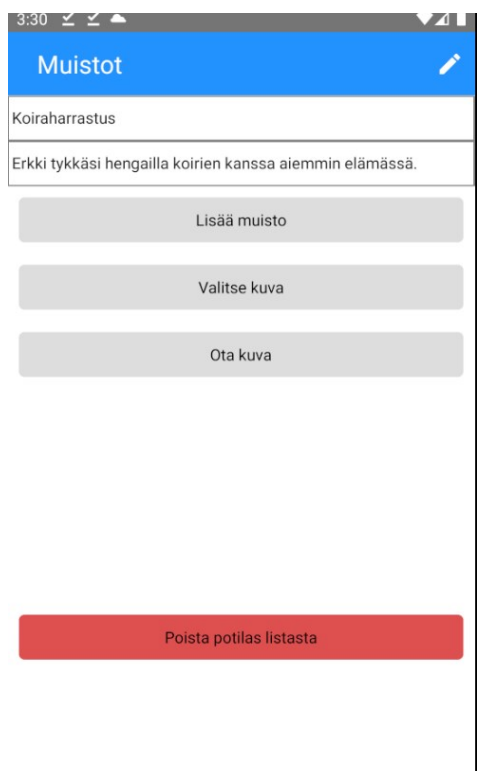 3:30
Muistot
Koiraharrastus
Erkki tykkäsi hengailla koirien kanssa aiemmin elämässä.
Lisää muisto
Valitse kuva
Ota kuva
Poista potilas listasta